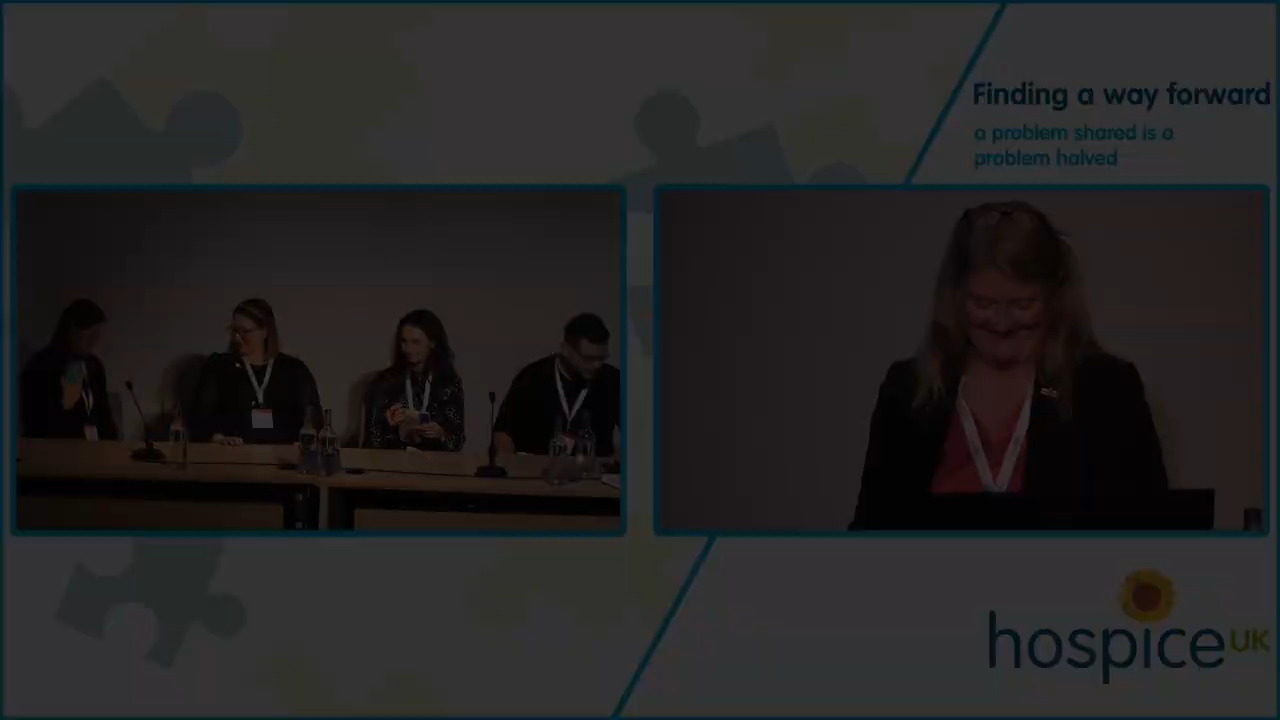 Finding a way forward
a problem shared is a
problem halved
hospice UK